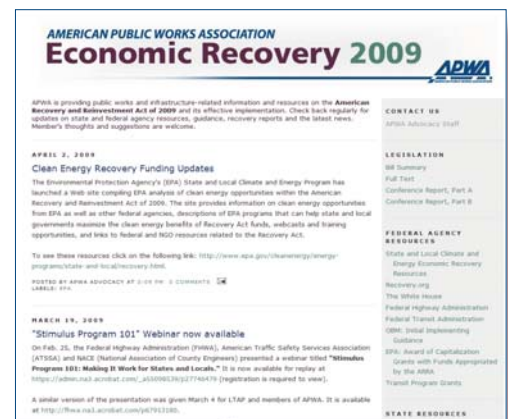 AMERICAN PUBLIC WORKS ASSOCIATION
Economic Recovery 2009
APWA
APWA is providing public works and infrastructure-related information and resources on the American
Recovery and Reinvestment Act of 2009 and its effective implementation. Check back regularly for
updates on state and federal agency resources, guidance, recovery reports and the latest news.
Member's thoughts and suggestions are welcome.
APRIL 2, 2009
Clean Energy Recovery Funding Updates
The Environmental Protection Agency's (EPA) State and Local Climate and Energy Program has
launched a Web site compiling EPA analysis of clean energy opportunities within the American
Recovery and Reinvestment Act of 2009. The site provides information on clean energy opportunities
from EPA as well as other federal agencies, descriptions of EPA programs that can help state and local
governments maximize the clean energy benefits of Recovery Act funds, webcasts and training
opportunities, and links to federal and NGO resources related to the Recovery Act.
To see these resources click on the following link: http://www.epa.gov/cleanenergy/energy-
programs/state-and-local/recovery.html.
POSTED BY APWA ADVOCACY AT 2 COMMENTS
LABELS: EPA
MARCH 19, 2009
"Stimulus Program 101" Webinar now available
On Feb. 25, the Federal Highway Administration (FHWA), American Traffic Safety Services Association
(ATSSA) and NACE (National Association of County Engineers) presented a webinar titled "Stimulus
Program 101: Making It Work for States and Locals." It is now available for replay at
(registration is required to view).
A similar version of the presentation was given March 4 for LTAP and members of APWA. It is available
at
CONTACT US
APWA Advocacy Staff
LEGISLATION
Bill Summary
Full Text
Conference Report, Part A
Conference Report, Part B
FEDERAL AGENCY
RESOURCES
State and Local Climate and
Energy Economic Recovery
Resources
Recovery.org
The White House
Federal Highway Administration
Federal Transit Administration
OBM: Initial Implementing
Guidance
EPA: Award of Capitalization
Grants with Funds Appropriated
by the ARRA
Transit Program Grants
STATE RESOURCES